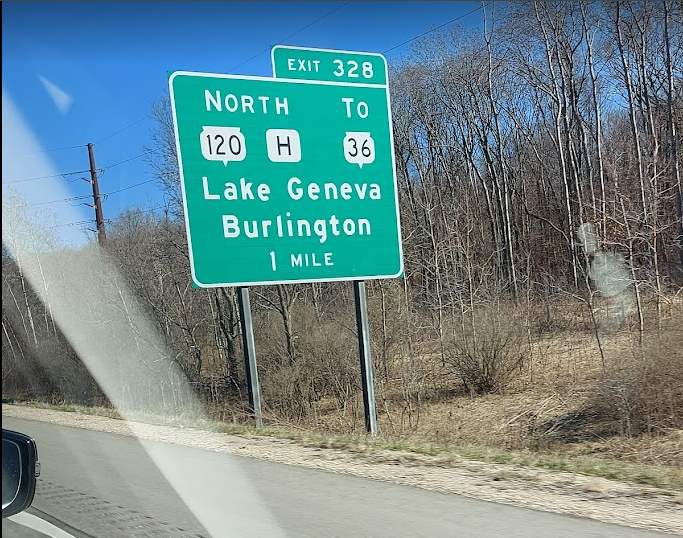 EXIT 328
NORTH TO
120 H 36
Lake Geneva
Burlington
1 MILE